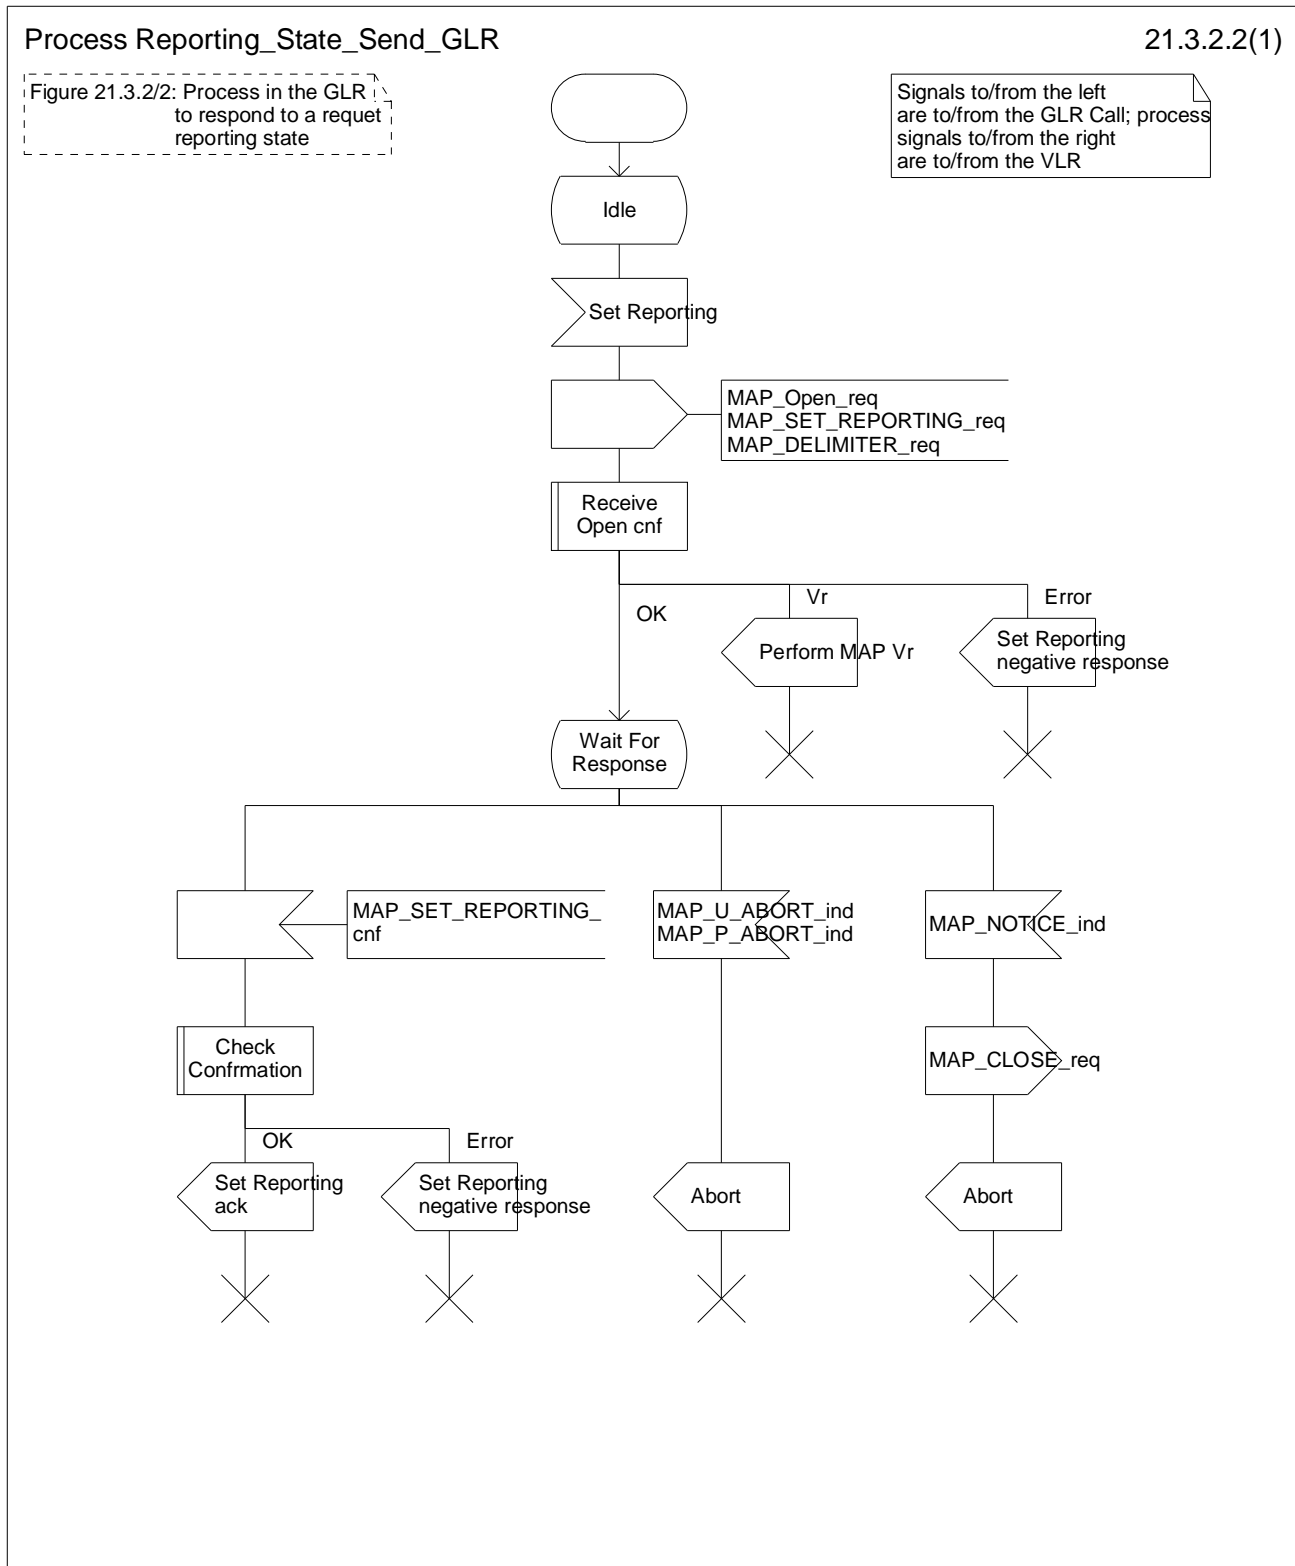 Process Reporting_State_Send_GLR
21.3.2.2(1)
Figure 21.3.2/2: Process in the GLR
to respond to a requet
reporting state
Signals to/from the left
are to/from the GLR Call; process
signals to/from the right
are to/from the VLR
Idle
Set Reporting
MAP_Open_req
MAP_SET_REPORTING_req
MAP_DELIMITER_req
Receive
Open cnf
OK
Vr
Error
Perform MAP Vr
Set Reporting
negative response
Wait For
Response
MAP_SET_REPORTING_
cnf
MAP_U_ABORT_ind
MAP_P_ABORT_ind
MAP_NOTICE_ind
Check
Confrmation
MAP_CLOSE_req
OK
Error
Set Reporting
ack
Set Reporting
negative response
Abort
Abort